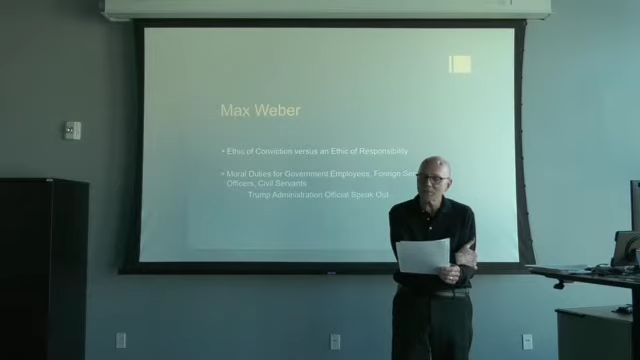 Max Weber
• Ethic of Conviction versus an Ethic of Responsibility
• Moral Duties for Government Employees, Foreign
Officers, Civil Servants
Trump Administration Official Speak Out